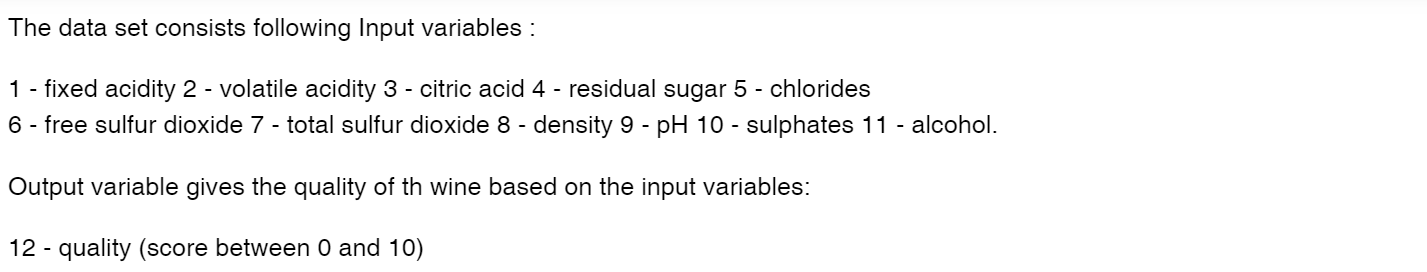 The data set consists following Input variables :
1 - fixed acidity 2 - volatile acidity 3 - citric acid 4 - residual sugar 5 - chlorides
6 - free sulfur dioxide 7 - total sulfur dioxide 8 - density 9 - pH 10 - sulphates 11 - alcohol.
Output variable gives the quality of th wine based on the input variables:
12 - quality (score between 0 and 10)